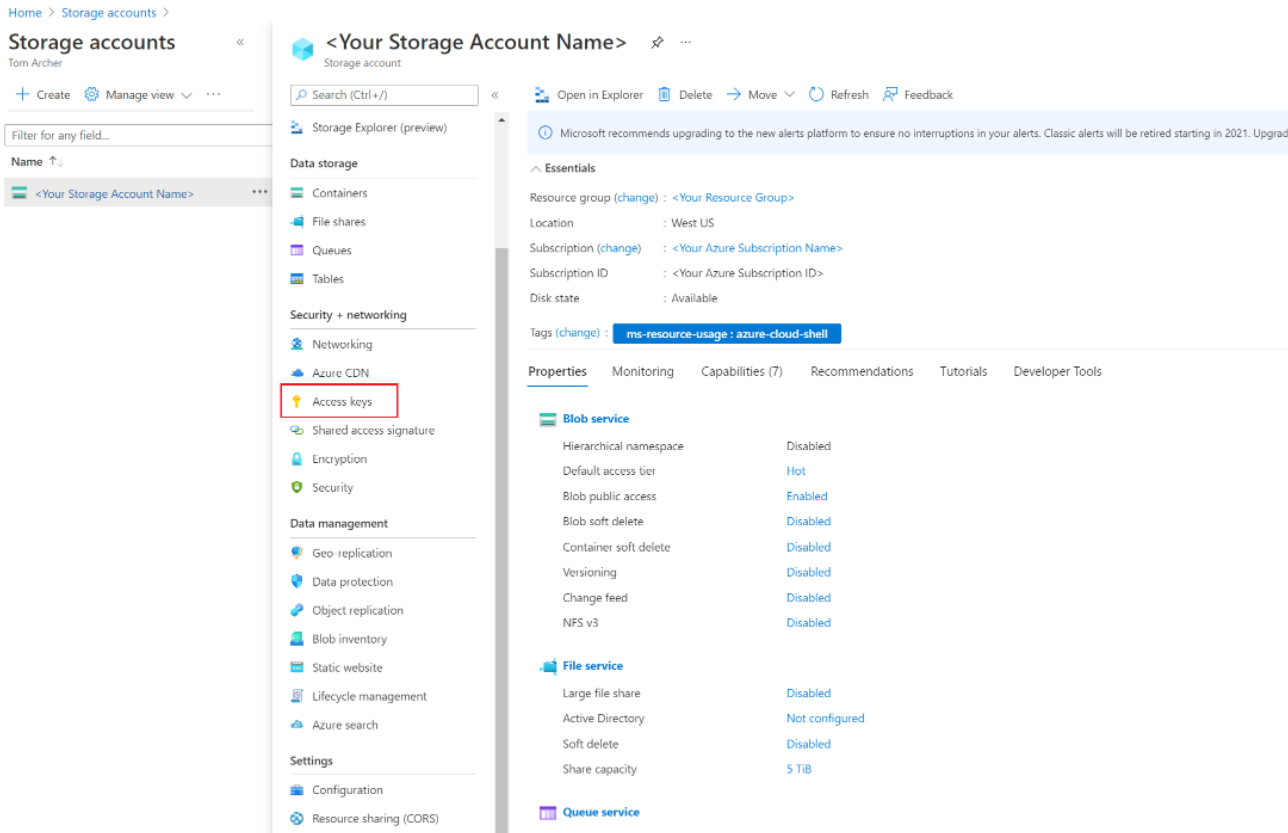 Home > Storage accounts >
Storage accounts «
Tom Archer
+ Create Manage view ···
Filter for any field...
Name ↑↓
<Your Storage Account Name> ···
<Your Storage Account Name> ···
Storage account
Search (Ctrl+/) «
Storage Explorer (preview)
Data storage
Containers
File shares
Queues
Tables
Security + networking
Networking
Azure CDN
Access keys
Shared access signature
Encryption
Security
Data management
Geo-replication
Data protection
Object replication
Blob inventory
Static website
Lifecycle management
Azure search
Settings
Configuration
Resource sharing (CORS)
Open in Explorer Delete Move Refresh Feedback
Microsoft recommends upgrading to the new alerts platform to ensure no interruptions in your alerts. Classic alerts will be retired starting in 2021. Upgrad
Essentials
Resource group (change) : <Your Resource Group>
Location : West US
Subscription (change) : <Your Azure Subscription Name>
Subscription ID : <Your Azure Subscription ID>
Disk state : Available
Tags (change) : ms-resource-usage : azure-cloud-shell
Properties Monitoring Capabilities (7) Recommendations Tutorials Developer Tools
Blob service
Hierarchical namespace Disabled
Default access tier Hot
Blob public access Enabled
Blob soft delete Disabled
Container soft delete Disabled
Versioning Disabled
Change feed Disabled
NFS v3 Disabled
File service
Large file share Disabled
Active Directory Not configured
Soft delete Disabled
Share capacity 5 TiB
Queue service